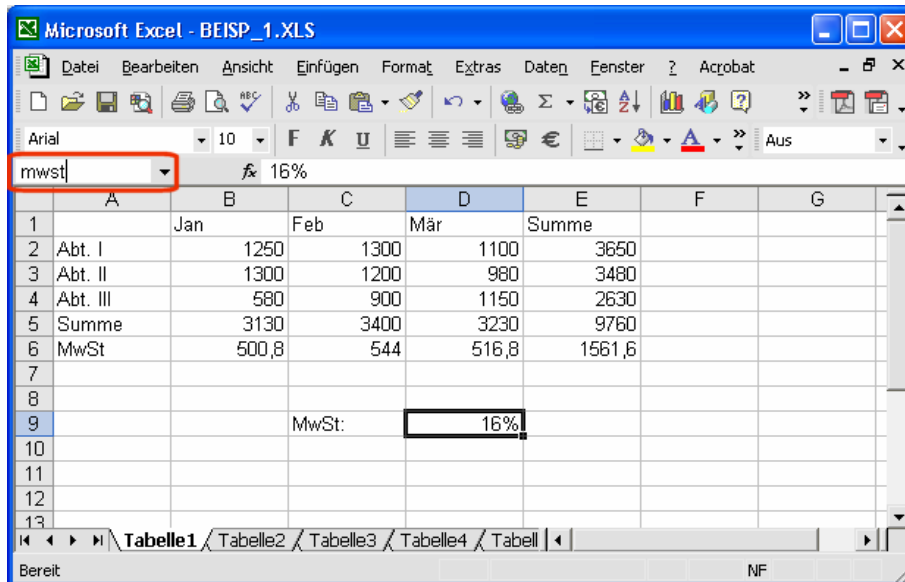 Microsoft Excel - BEISP_1.XLS
Datei Bearbeiten Ansicht Einfügen Format Extras Daten Fenster ? Acrobat
Arial 10 F K U € A Aus
mwst fx 16%
A B C D E F G
1 Jan Feb Mär Summe
2 Abt. I 1250 1300 1100 3650
3 Abt. II 1300 1200 980 3480
4 Abt. III 580 900 1150 2630
5 Summe 3130 3400 3230 9760
6 MwSt 500,8 544 516,8 1561,6
7
8
9 MwSt: 16%
10
11
12
13
Tabelle1 Tabelle2 Tabelle3 Tabelle4 Tabell
Bereit NF